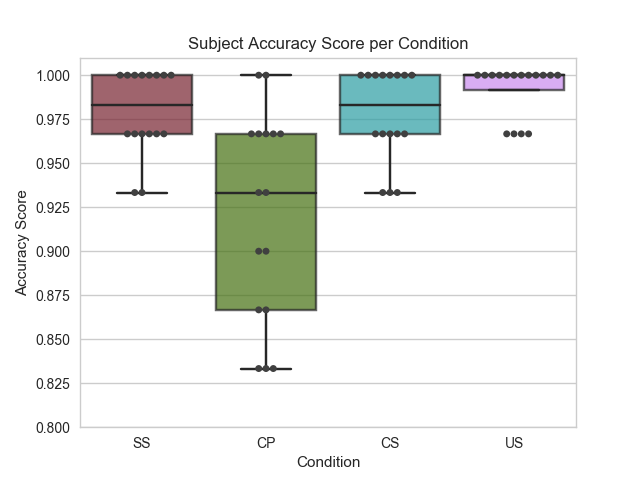 Subject Accuracy Score per Condition
Accuracy Score
1.000
0.975
0.950
0.925
0.900
0.875
0.850
0.825
0.800
SS CP CS US
Condition